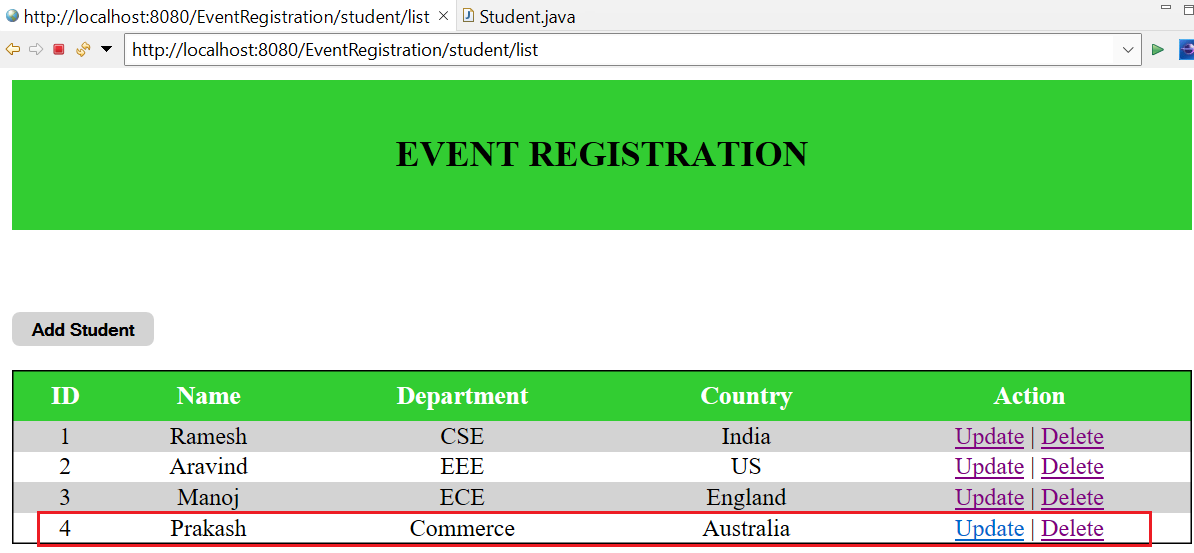 http://localhost:8080/EventRegistration/student/list Student.java
http://localhost:8080/EventRegistration/student/list
EVENT REGISTRATION
Add Student
ID Name Department Country Action
1 Ramesh CSE India Update | Delete
2 Aravind EEE US Update | Delete
3 Manoj ECE England Update | Delete
4 Prakash Commerce Australia Update | Delete